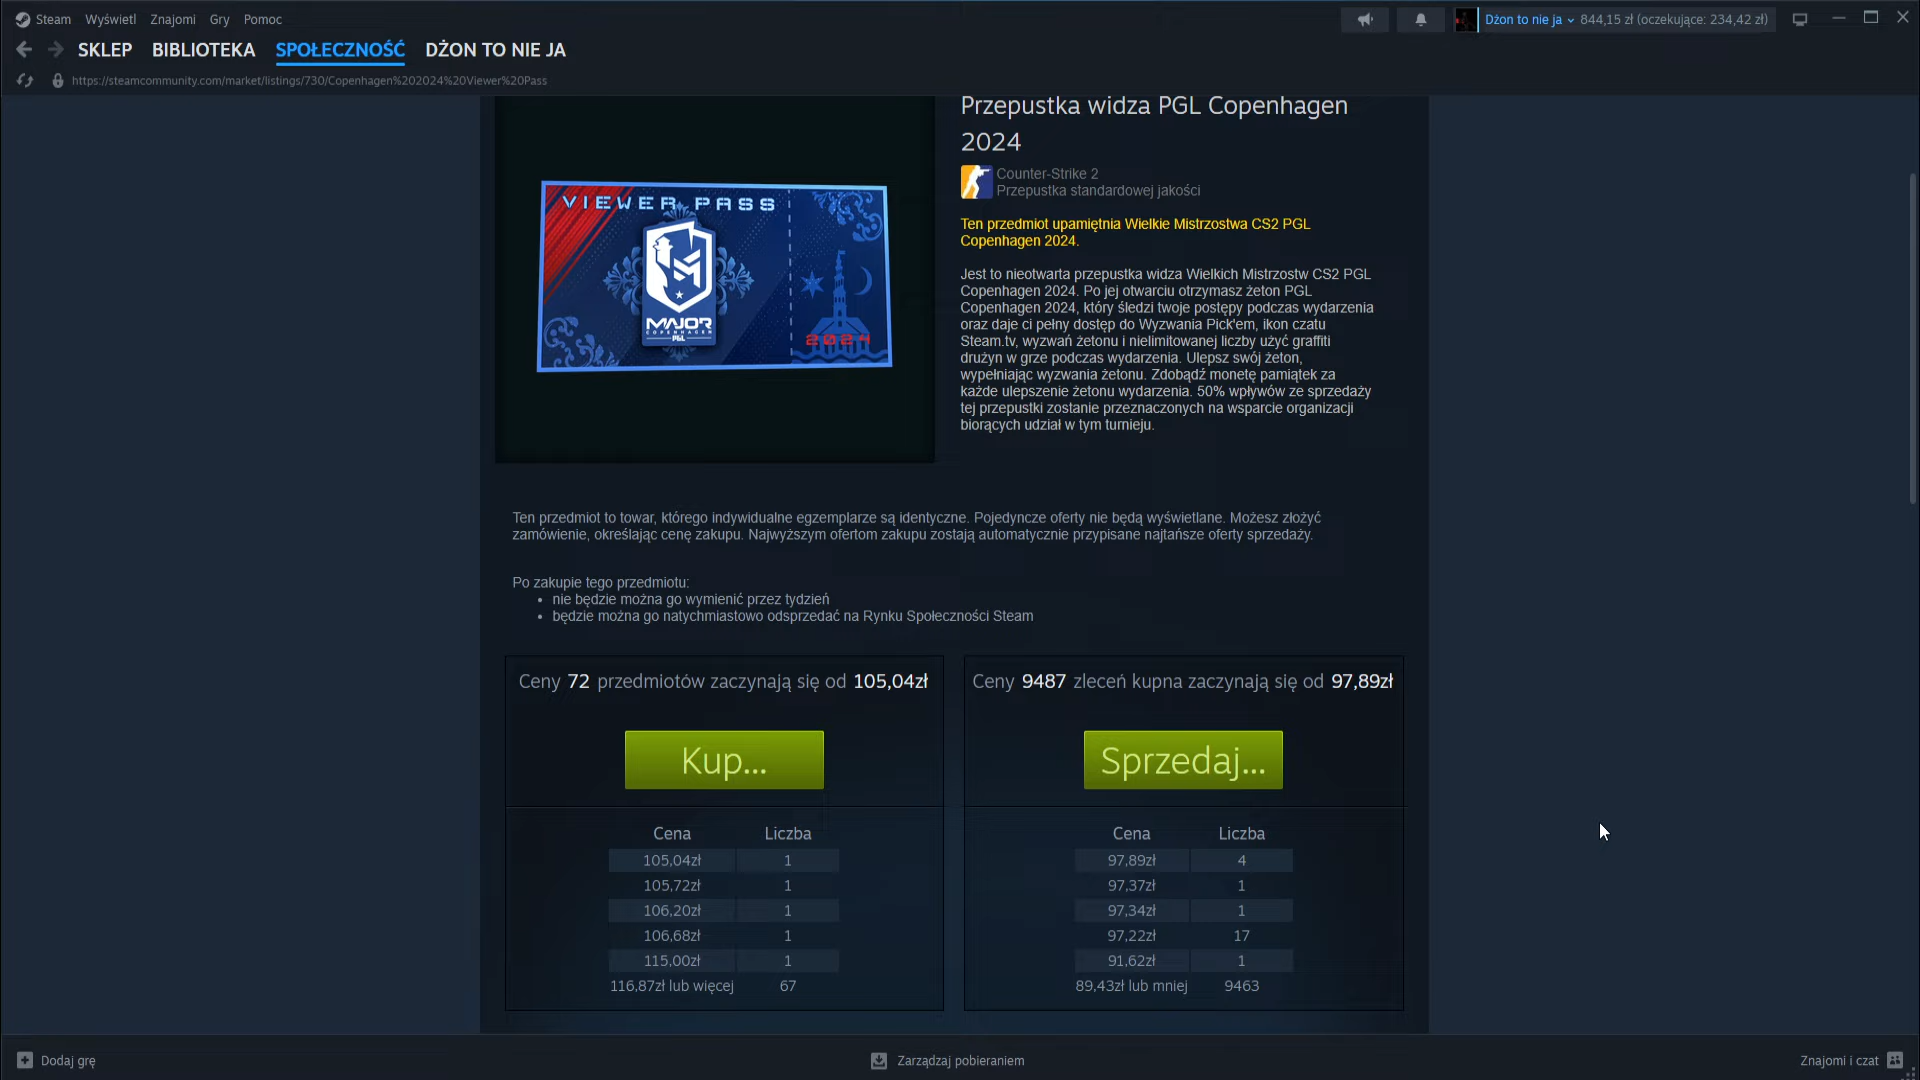 Steam Wyświetl Znajomi Gry Pomoc
Dżon to nie ja 844,15 zł (oczekujące: 234,42 zł)
SKLEP BIBLIOTEKA SPOŁECZNOŚĆ DŻON TO NIE JA
https://steamcommunity.com/market/listings/730/Copenhagen%202024%20Viewer%20Pass
VIEWER PASS
MAJOR
COPENHAGEN
PGL
2024
Przepustka widza PGL Copenhagen
2024
Counter-Strike 2
Przepustka standardowej jakości
Ten przedmiot upamiętnia Wielkie Mistrzostwa CS2 PGL
Copenhagen 2024.
Jest to nieotwarta przepustka widza Wielkich Mistrzostw CS2 PGL
Copenhagen 2024. Po jej otwarciu otrzymasz żeton PGL
Copenhagen 2024, który śledzi twoje postępy podczas wydarzenia
oraz daje ci pełny dostęp do Wyzwania Pick'em, ikon czatu
Steam.tv, wyzwań żetonu i nielimitowanej liczby użyć graffiti
drużyn w grze podczas wydarzenia. Ulepsz swój żeton,
wypełniając wyzwania żetonu. Zdobądź monetę pamiątek za
każde ulepszenie żetonu wydarzenia. 50% wpływów ze sprzedaży
tej przepustki zostanie przeznaczonych na wsparcie organizacji
biorących udział w tym turnieju.
Ten przedmiot to towar, którego indywidualne egzemplarze są identyczne. Pojedyncze oferty nie będą wyświetlane. Możesz złożyć
zamówienie, określając cenę zakupu. Najwyższym ofertom zakupu zostają automatycznie przypisane najtańsze oferty sprzedaży.
Po zakupie tego przedmiotu:
• nie będzie można go wymienić przez tydzień
• będzie można go natychmiastowo odsprzedać na Rynku Społeczności Steam
Ceny 72 przedmiotów zaczynają się od 105,04zł
Kup...
Cena Liczba
105,04zł 1
105,72zł 1
106,20zł 1
106,68zł 1
115,00zł 1
116,87zł lub więcej 67
Ceny 9487 zleceń kupna zaczynają się od 97,89zł
Sprzedaj...
Cena Liczba
97,89zł 4
97,37zł 1
97,34zł 1
97,22zł 17
91,62zł 1
89,43zł lub mniej 9463
Dodaj grę
Zarządzaj pobieraniem
Znajomi i czat